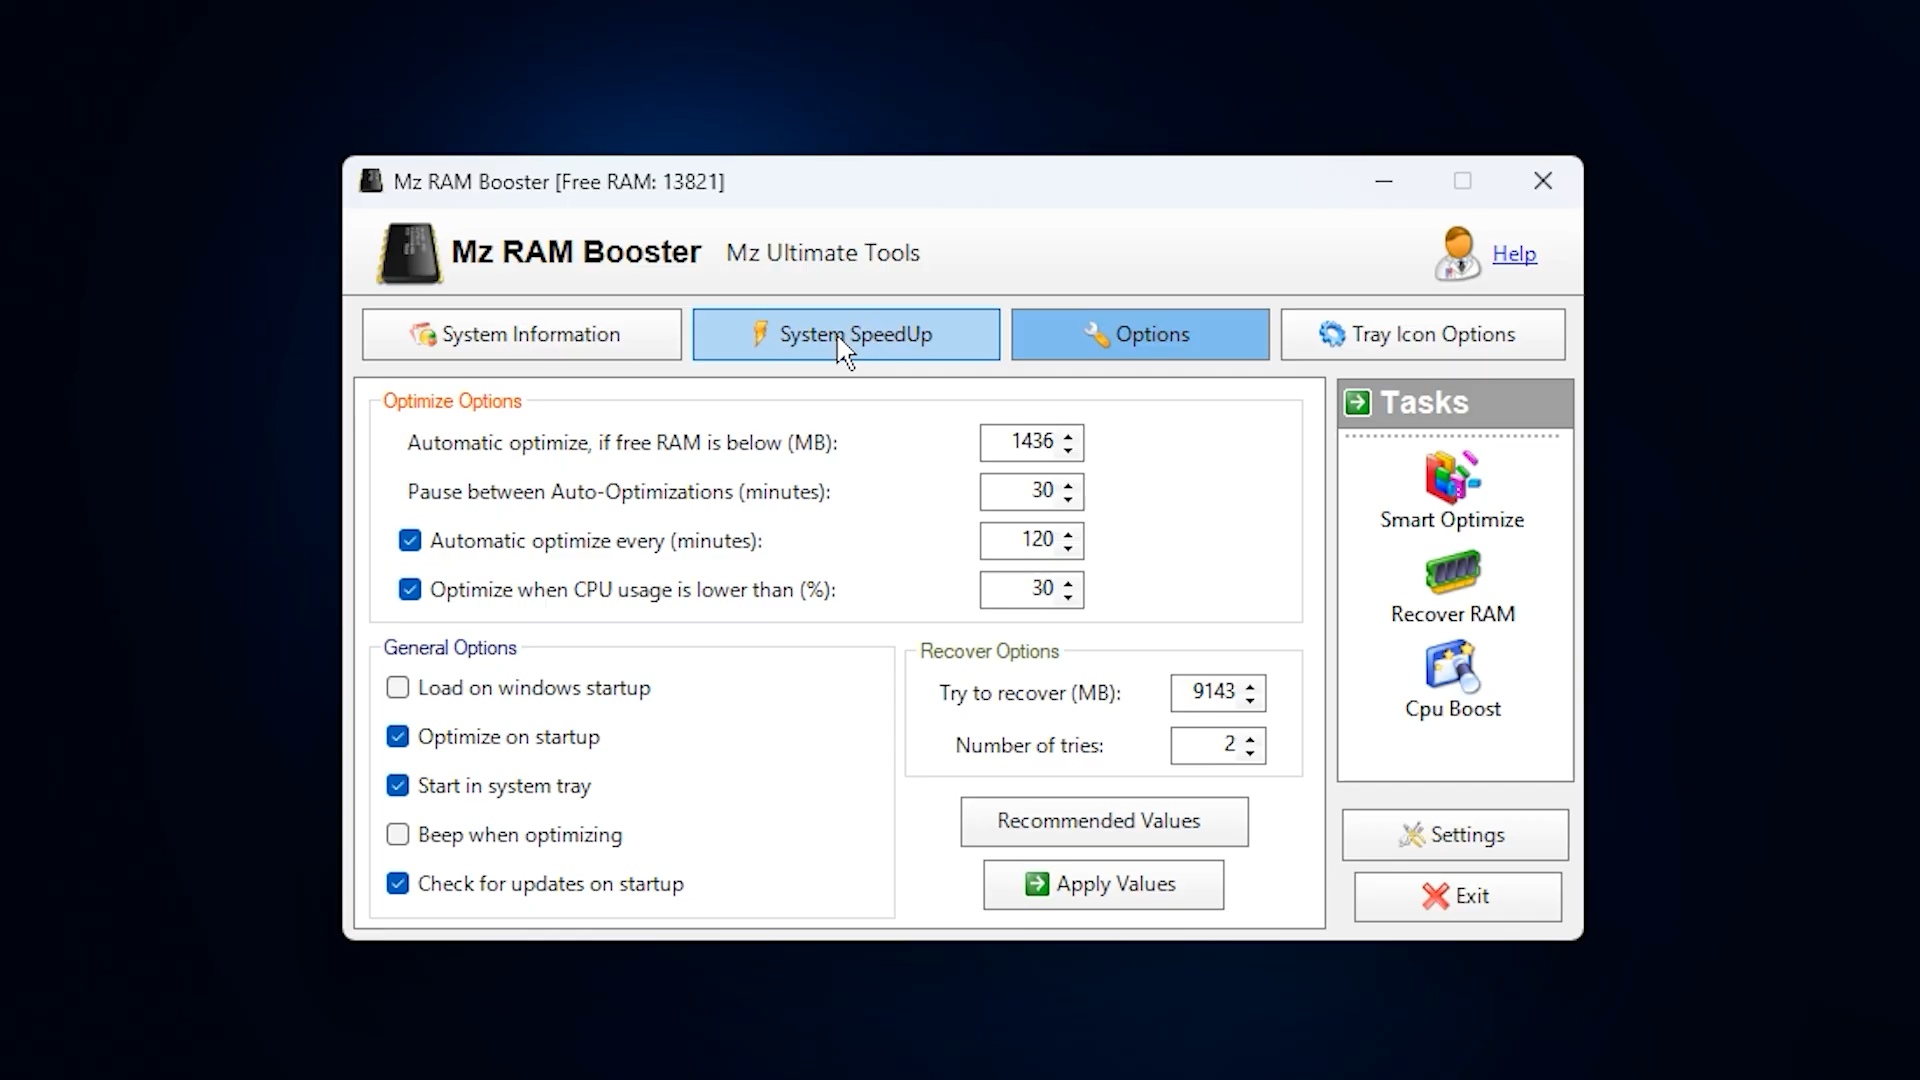 Mz RAM Booster [Free RAM: 13821]
Mz RAM Booster Mz Ultimate Tools Help
System Information System SpeedUp Options Tray Icon Options
Optimize Options
Automatic optimize, if free RAM is below (MB): 1436
Pause between Auto-Optimizations (minutes): 30
Automatic optimize every (minutes): 120
Optimize when CPU usage is lower than (%): 30
General Options
Load on windows startup
Optimize on startup
Start in system tray
Beep when optimizing
Check for updates on startup
Recover Options
Try to recover (MB): 9143
Number of tries: 2
Recommended Values
Apply Values
Tasks
Smart Optimize
Recover RAM
Cpu Boost
Settings
Exit